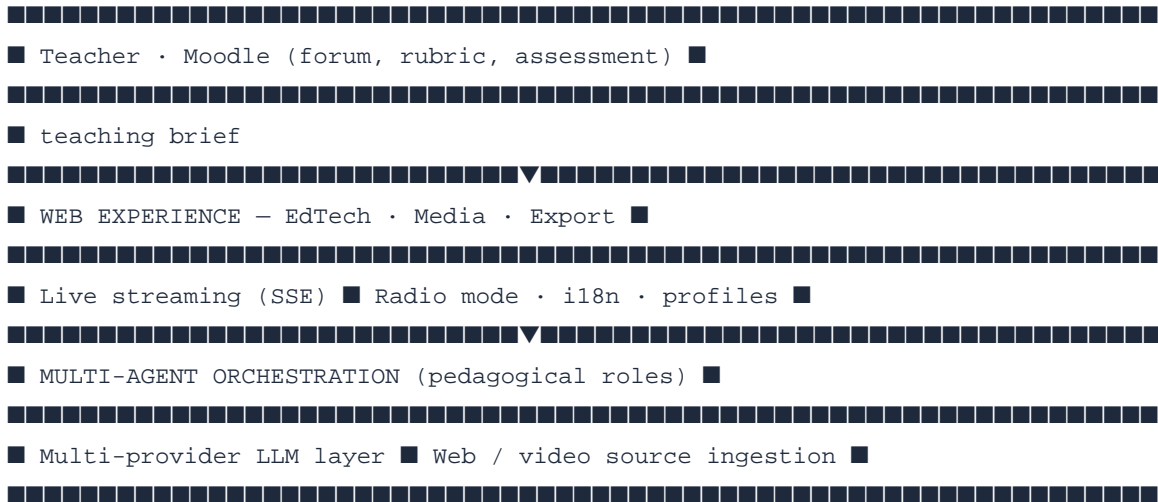 ■■■■■■■■■■■■■■■■■■■■■■■■■■■■■■■■■■■■■■■■■■■■■■■■■■■■■■■■■■■■■■■
■ Teacher · Moodle (forum, rubric, assessment) ■
■■■■■■■■■■■■■■■■■■■■■■■■■■■■■■■■■■■■■■■■■■■■■■■■■■■■■■■■■■■■■■■
■ teaching brief
■■■■■■■■■■■■■■■■■■■■■■■■■■■■▼■■■■■■■■■■■■■■■■■■■■■■■■■■■■■■■■■■
■ WEB EXPERIENCE — EdTech · Media · Export ■
■■■■■■■■■■■■■■■■■■■■■■■■■■■■■■■■■■■■■■■■■■■■■■■■■■■■■■■■■■■■■■■
■ Live streaming (SSE) ■ Radio mode · i18n · profiles ■
■■■■■■■■■■■■■■■■■■■■■■■■■■■■▼■■■■■■■■■■■■■■■■■■■■■■■■■■■■■■■■■■
■ MULTI-AGENT ORCHESTRATION (pedagogical roles) ■
■■■■■■■■■■■■■■■■■■■■■■■■■■■■■■■■■■■■■■■■■■■■■■■■■■■■■■■■■■■■■■■
■ Multi-provider LLM layer ■ Web / video source ingestion ■
■■■■■■■■■■■■■■■■■■■■■■■■■■■■■■■■■■■■■■■■■■■■■■■■■■■■■■■■■■■■■■■